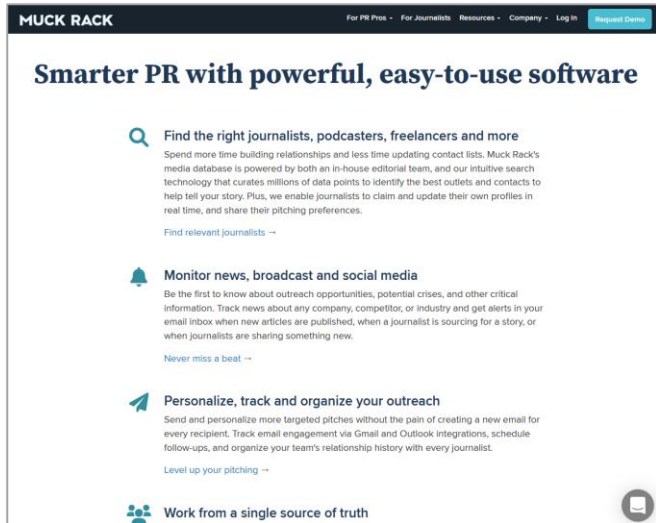 MUCK RACK
For PR Pros
For Journalists
Resources
Company
Log In
Request Demo
Smarter PR with powerful, easy-to-use software
Find the right journalists, podcasters, freelancers and more
Spend more time building relationships and less time updating contact lists. Muck Rack's
media database is powered by both an in-house editorial team, and our intuitive search
technology that curates millions of data points to identify the best outlets and contacts to
help tell your story. Plus, we enable journalists to claim and update their own profiles in
real time, and share their pitching preferences.
Find relevant journalists →
Monitor news, broadcast and social media
Be the first to know about outreach opportunities, potential crises, and other critical
information. Track news about any company, competitor, or industry and get alerts in your
email inbox when new articles are published, when a journalist is sourcing for a story, or
when journalists are sharing something new.
Never miss a beat →
Personalize, track and organize your outreach
Send and personalize more targeted pitches without the pain of creating a new email for
every recipient. Track email engagement via Gmail and Outlook integrations, schedule
follow-ups, and organize your team's relationship history with every journalist.
Level up your pitching →
Work from a single source of truth